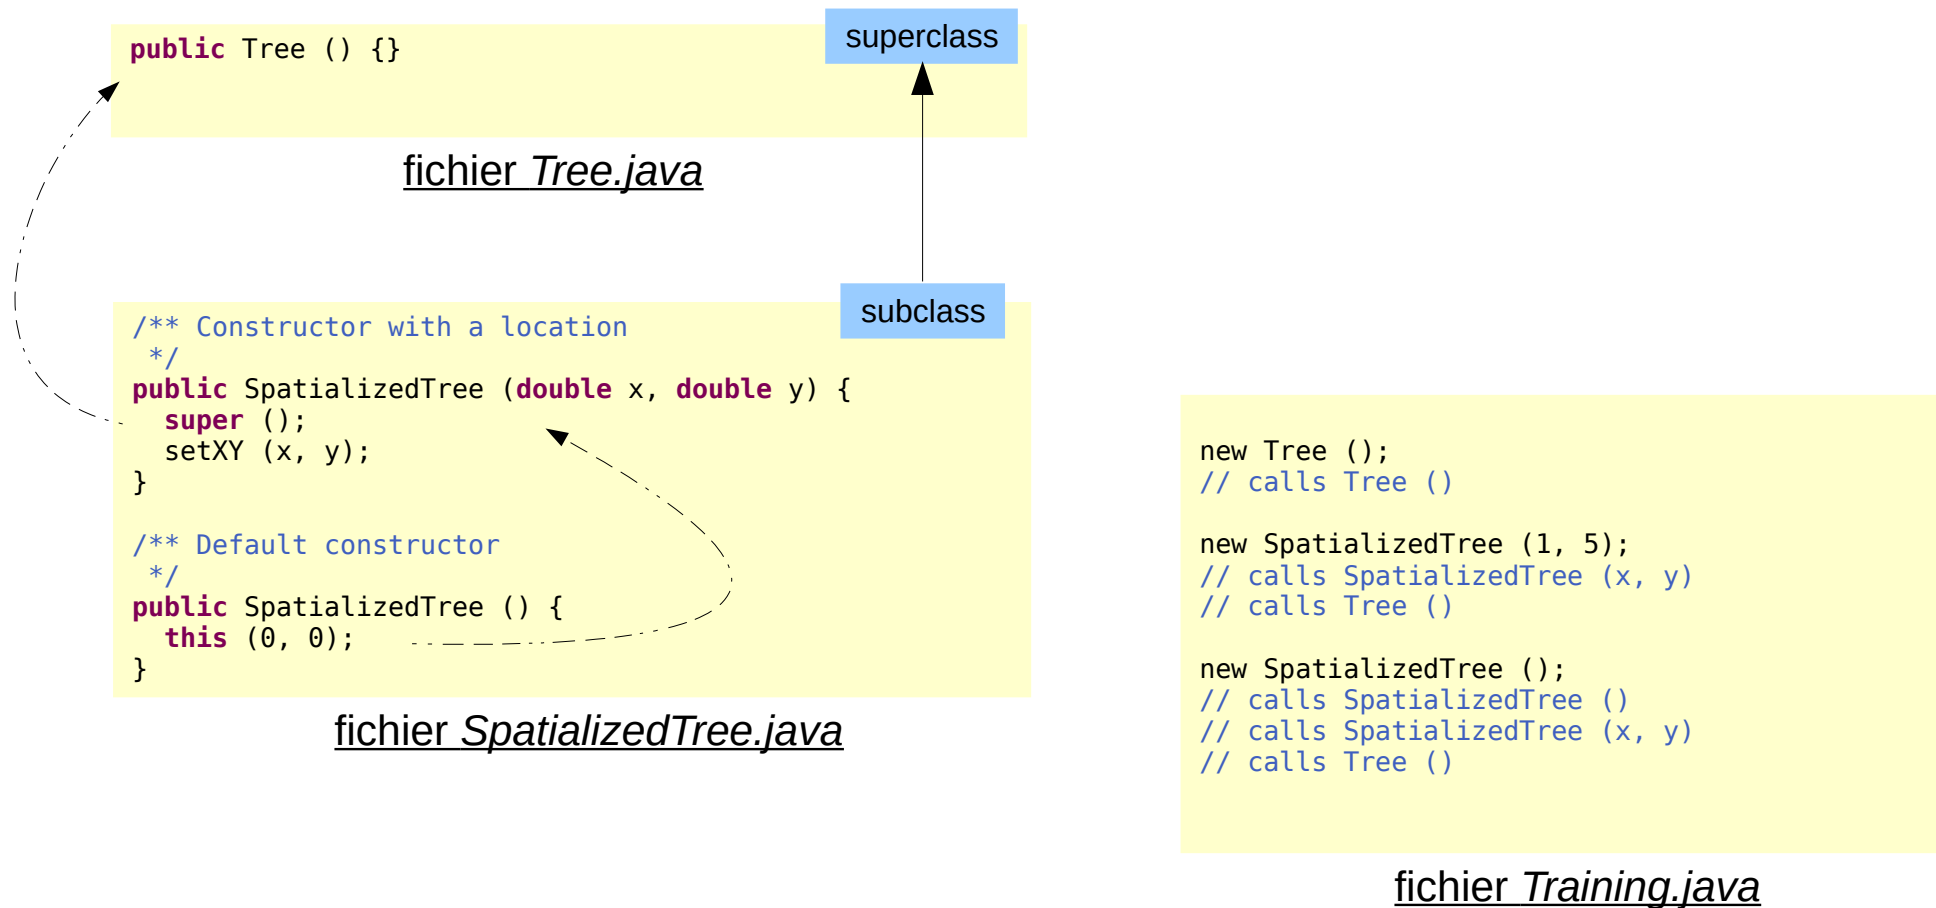 superclass
public Tree () {}
fichier Tree.java
subclass
/** Constructor with a location
 */
public SpatializedTree (double x, double y) {
  super ();
  setXY (x, y);
}
/** Default constructor
 */
public SpatializedTree () {
  this (0, 0);
}
fichier SpatializedTree.java
new Tree ();
// calls Tree ()
new SpatializedTree (1, 5);
// calls SpatializedTree (x, y)
// calls Tree ()
new SpatializedTree ();
// calls SpatializedTree ()
// calls SpatializedTree (x, y)
// calls Tree ()
fichier Training.java